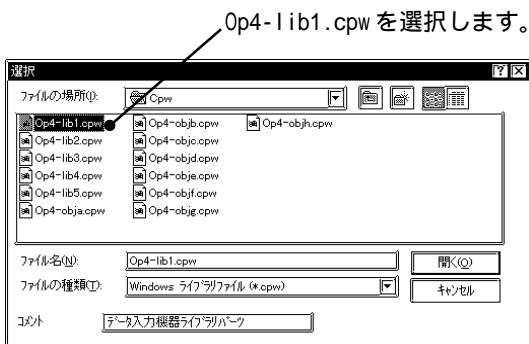 Op4-lib1.cpwを選択します。
選択
ファイルの場所(I):
Cpw
Op4-lib1.cpw
Op4-lib2.cpw
Op4-lib3.cpw
Op4-lib4.cpw
Op4-lib5.cpw
Op4-obja.cpw
Op4-objb.cpw
Op4-objc.cpw
Op4-objd.cpw
Op4-obje.cpw
Op4-objf.cpw
Op4-objg.cpw
Op4-objh.cpw
ファイル名(N):
Op4-lib1.cpw
開く(O)
ファイルの種類(T):
Windows ライブラリファイル (*.cpw)
キャンセル
コメント
データ入力機器ライブラリパーツ